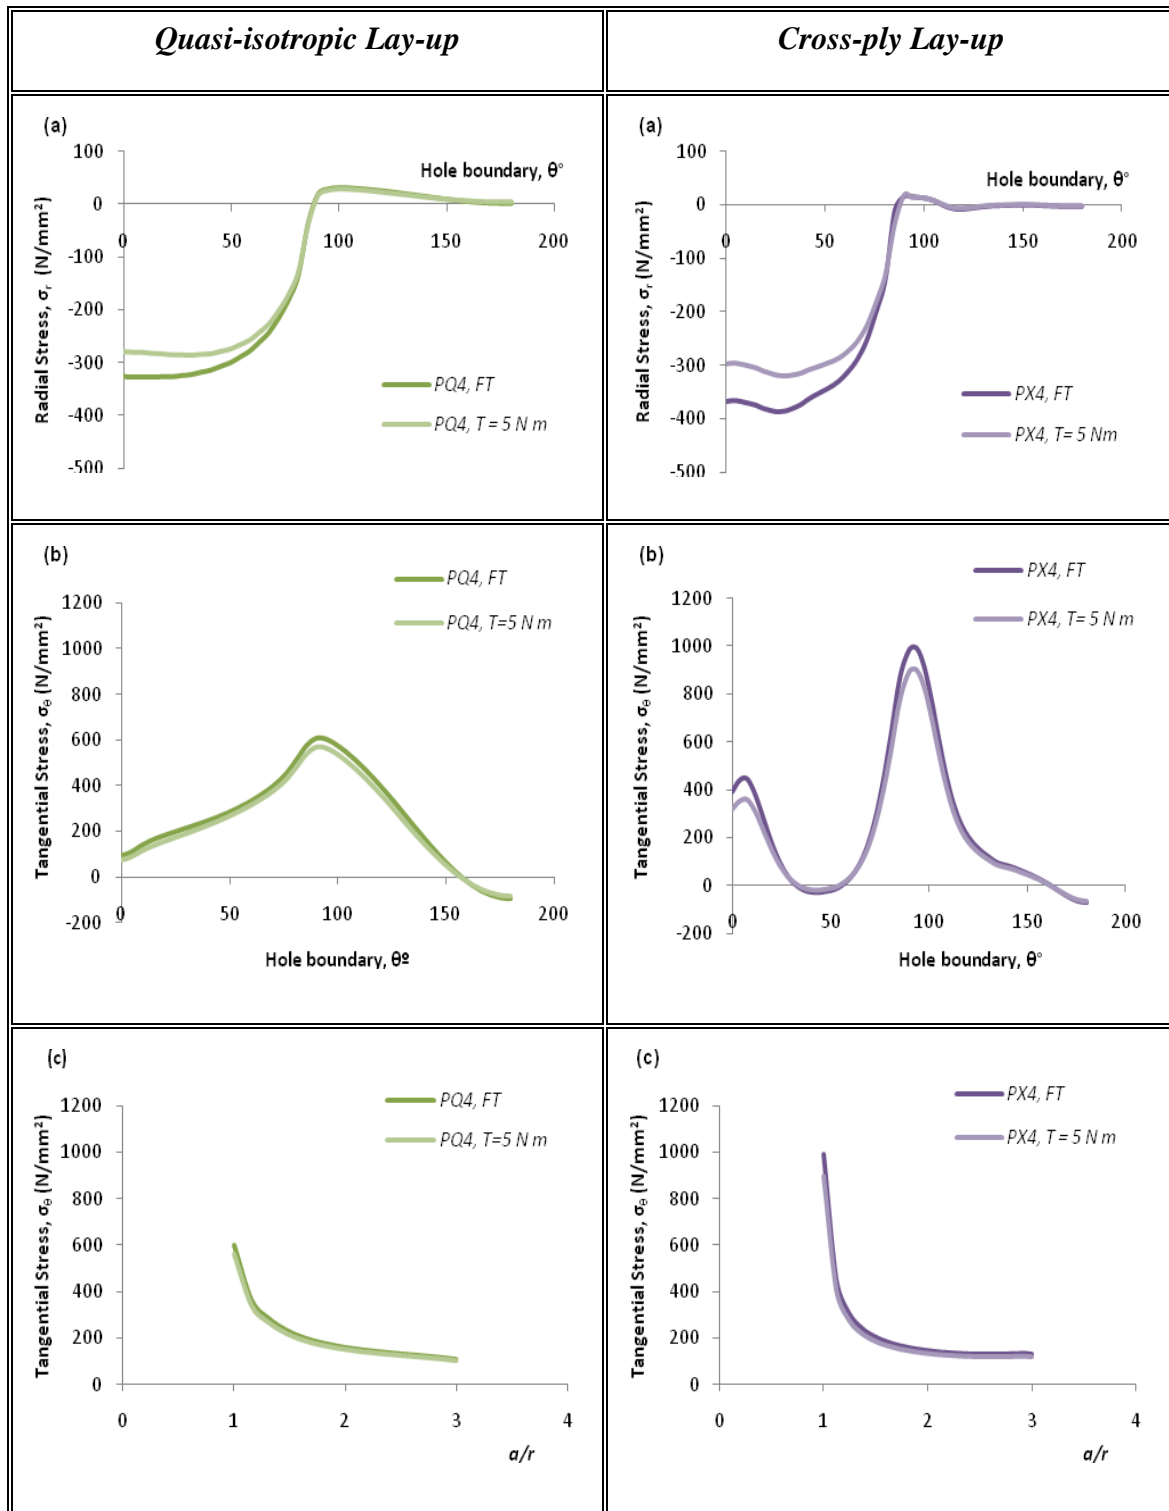 Quasi-isotropic Lay-up
Cross-ply Lay-up
(a)
Hole boundary, θ°
Radial Stress, σr (N/mm²)
100
0
-100
-200
-300
-400
-500
0 50 100 150 200
PQ4, FT
PQ4, T= 5 N m
(a)
Hole boundary, θ°
Radial Stress, σr (N/mm²)
100
0
-100
-200
-300
-400
-500
0 50 100 150 200
PX4, FT
PX4, T= 5 Nm
(b)
PQ4, FT
PQ4, T=5 N m
Tangential Stress, σθ (N/mm²)
1200
1000
800
600
400
200
0
-200
0 50 100 150 200
Hole boundary, θº
(b)
PX4, FT
PX4, T= 5 N m
Tangential Stress, σθ (N/mm²)
1200
1000
800
600
400
200
0
-200
0 50 100 150 200
Hole boundary, θ°
(c)
PQ4, FT
PQ4, T=5 N m
Tangential Stress, σθ (N/mm²)
1200
1000
800
600
400
200
0
0 1 2 3 4
a/r
(c)
PX4, FT
PX4, T = 5 N m
Tangential Stress, σθ (N/mm²)
1200
1000
800
600
400
200
0
0 1 2 3 4
a/r